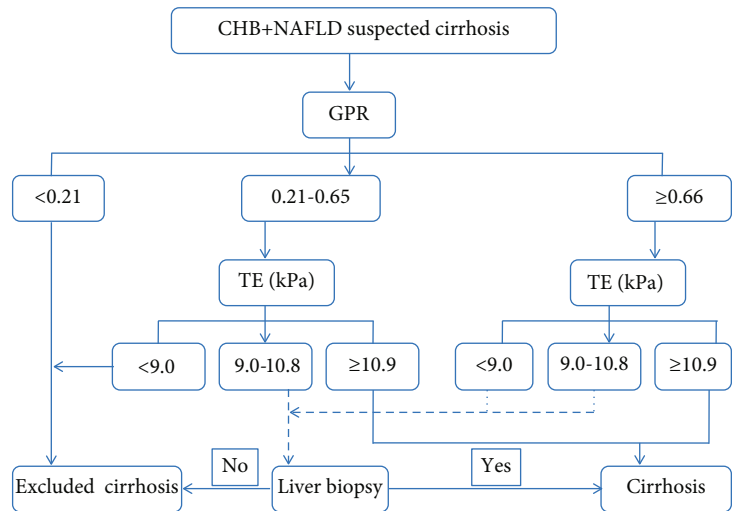 CHB+NAFLD suspected cirrhosis
GPR
<0.21
0.21-0.65
≥0.66
TE (kPa)
TE (kPa)
<9.0
9.0-10.8
≥10.9
<9.0
9.0-10.8
≥10.9
No
Yes
Excluded cirrhosis
Liver biopsy
Cirrhosis